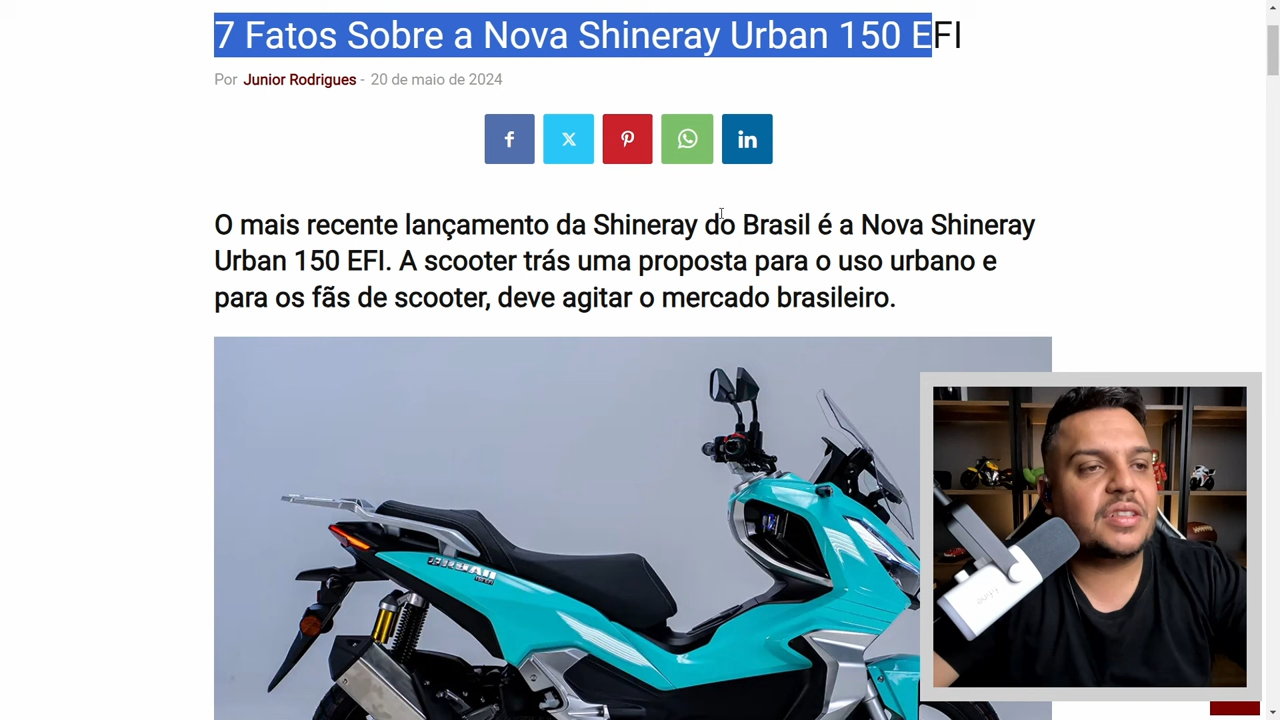 7 Fatos Sobre a Nova Shineray Urban 150 EFI
Por Junior Rodrigues - 20 de maio de 2024
O mais recente lançamento da Shineray do Brasil é a Nova Shineray
Urban 150 EFI. A scooter trás uma proposta para o uso urbano e
para os fãs de scooter, deve agitar o mercado brasileiro.
URBAN